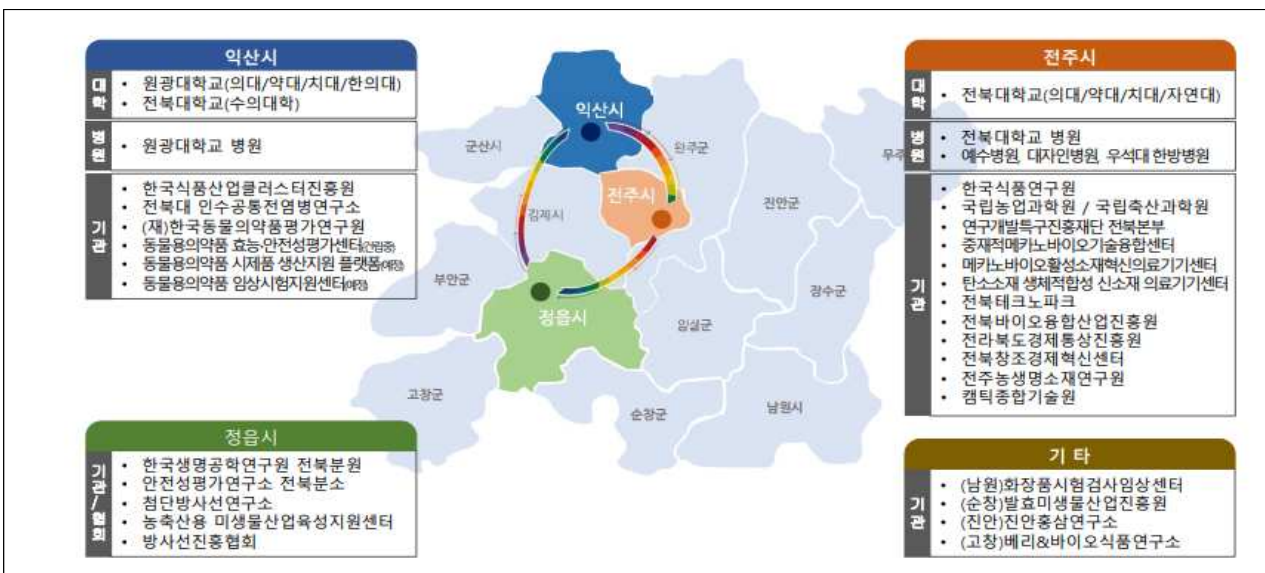 익산시
대학
• 원광대학교(의대/약대/치대/한의대)
• 전북대학교(수의대학)
병원
• 원광대학교 병원
기관
• 한국식품산업클러스터진흥원
• 전북대 인수공통전염병연구소
• (재)한국동물의약품평가연구원
• 동물용의약품 효능·안전성평가센터(건립중)
• 동물용의약품 시제품 생산지원 플랫폼(예정)
• 동물용의약품 임상시험지원센터(예정)
정읍시
기관/협회
• 한국생명공학연구원 전북분원
• 안전성평가연구소 전북분소
• 첨단방사선연구소
• 농축산용 미생물산업육성지원센터
• 방사선진흥협회
익산시
군산시
완주군
무주
전주시
김제시
진안군
부안군
정읍시
임실군
장수군
고창군
순창군
남원시
전주시
대학
• 전북대학교(의대/약대/치대/자연대)
병원
• 전북대학교 병원
• 예수병원, 대자인병원, 우석대 한방병원
기관
• 한국식품연구원
• 국립농업과학원 / 국립축산과학원
• 연구개발특구진흥재단 전북본부
• 중재적메카노바이오기술융합센터
• 메카노바이오활성소재혁신의료기기센터
• 탄소소재 생체적합성 신소재 의료기기센터
• 전북테크노파크
• 전북바이오융합산업진흥원
• 전라북도경제통상진흥원
• 전북창조경제혁신센터
• 전주농생명소재연구원
• 캠틱종합기술원
기 타
기관
• (남원)화장품시험검사임상센터
• (순창)발효미생물산업진흥원
• (진안)진안홍삼연구소
• (고창)베리&바이오식품연구소